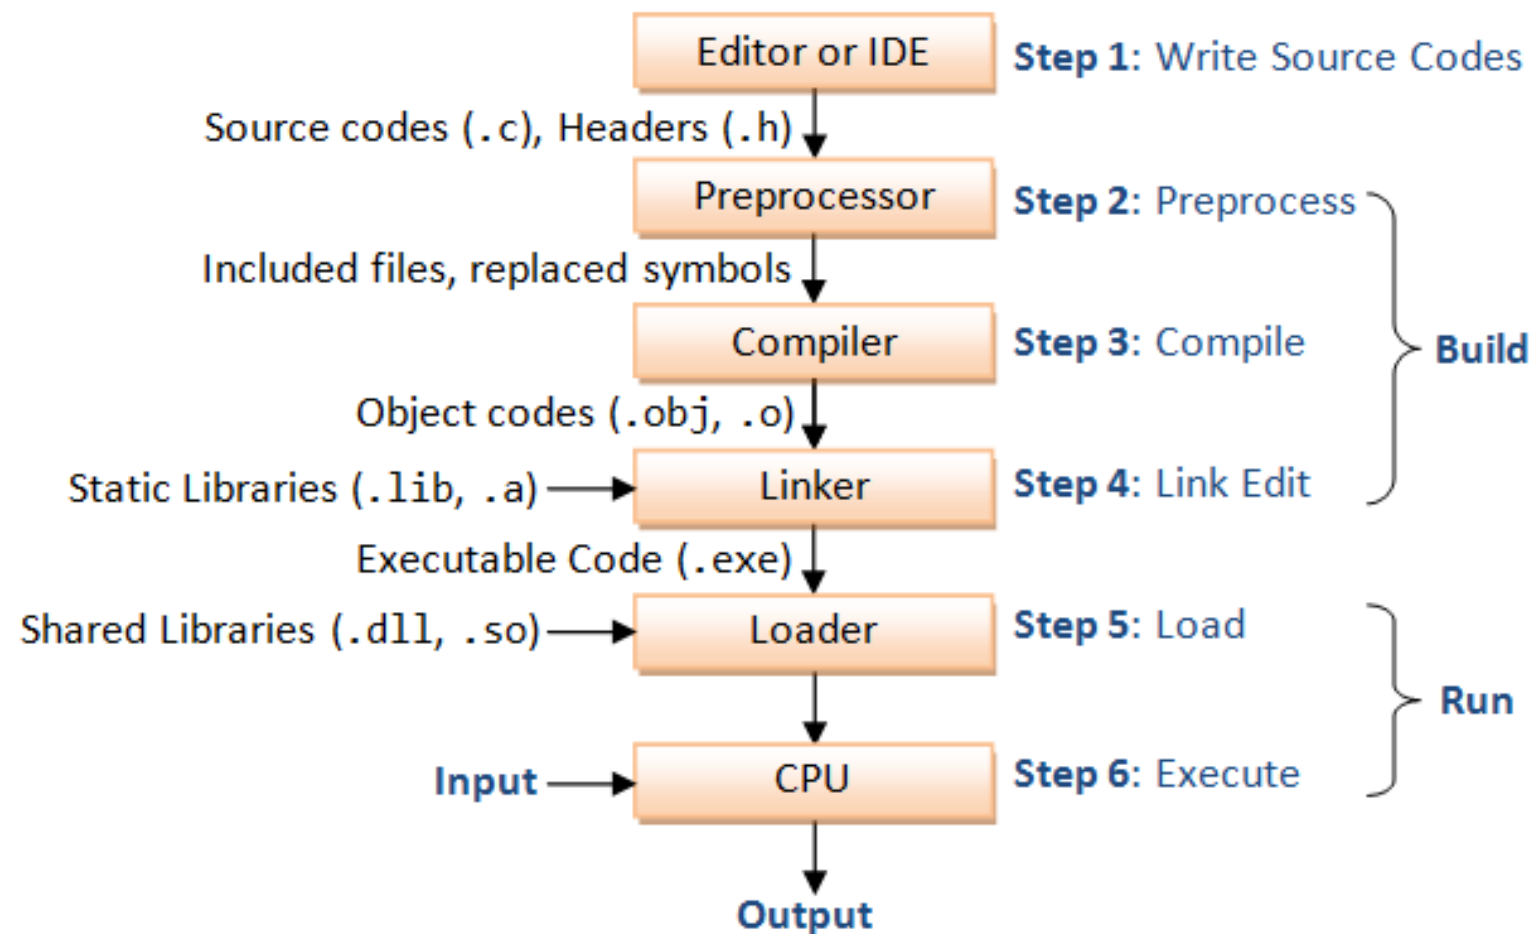 Editor or IDE
Step 1: Write Source Codes
Source codes (.c), Headers (.h)
Preprocessor
Step 2: Preprocess
Included files, replaced symbols
Compiler
Step 3: Compile
Build
Object codes (.obj, .o)
Static Libraries (.lib, .a)
Linker
Step 4: Link Edit
Executable Code (.exe)
Shared Libraries (.dll, .so)
Loader
Step 5: Load
Run
Input
CPU
Step 6: Execute
Output